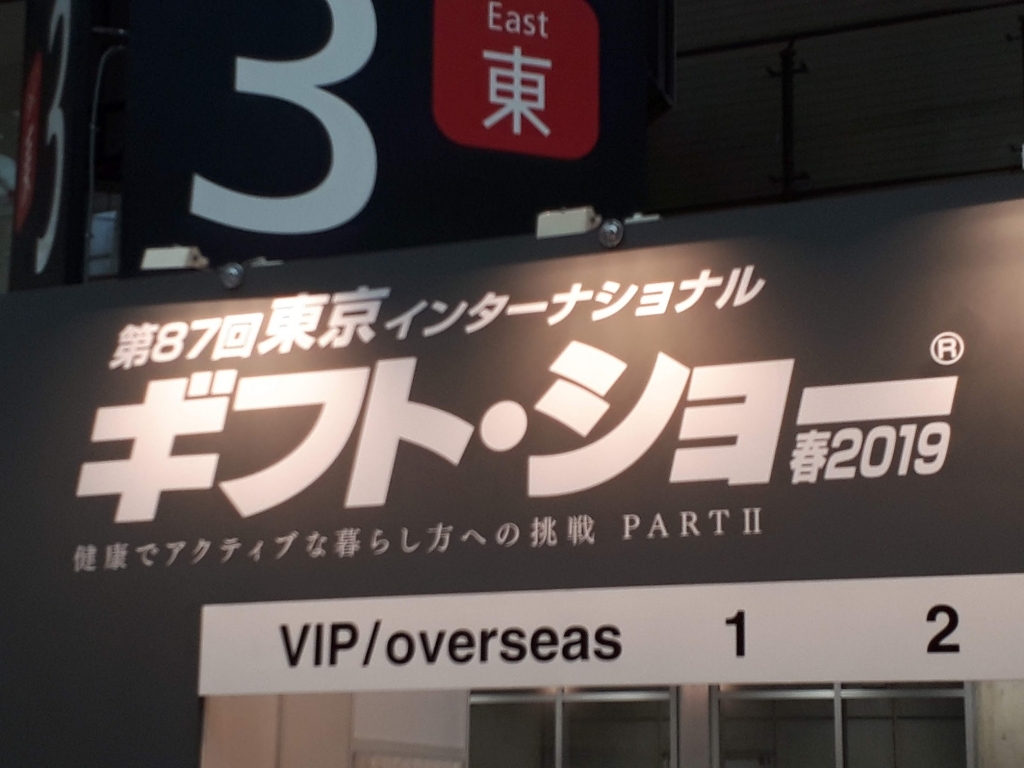 3
East
東
第87回東京インターナショナル
ギフト・ショー®
春2019
健康でアクティブな暮らし方への挑戦 PART II
VIP/overseas 1 2